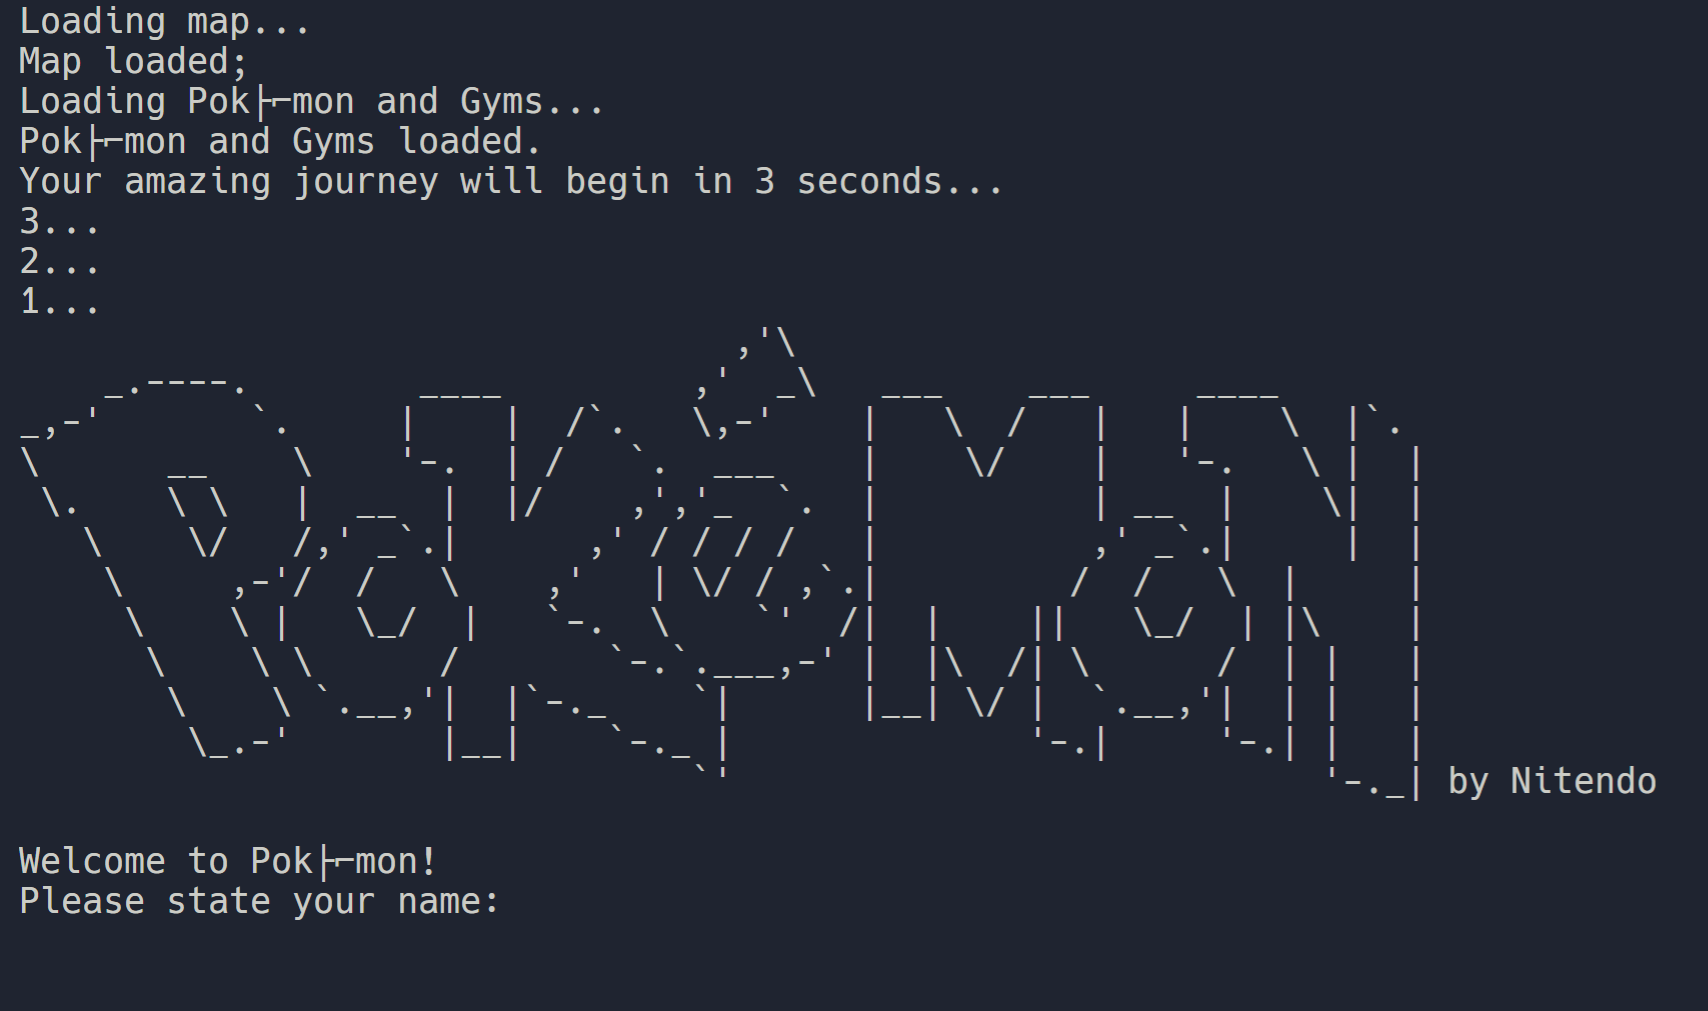 Loading map...
Map loaded;
Loading Pok├⌐mon and Gyms...
Pok├⌐mon and Gyms loaded.
Your amazing journey will begin in 3 seconds...
3...
2...
1...
POKéMON
by Nitendo
Welcome to Pok├⌐mon!
Please state your name: